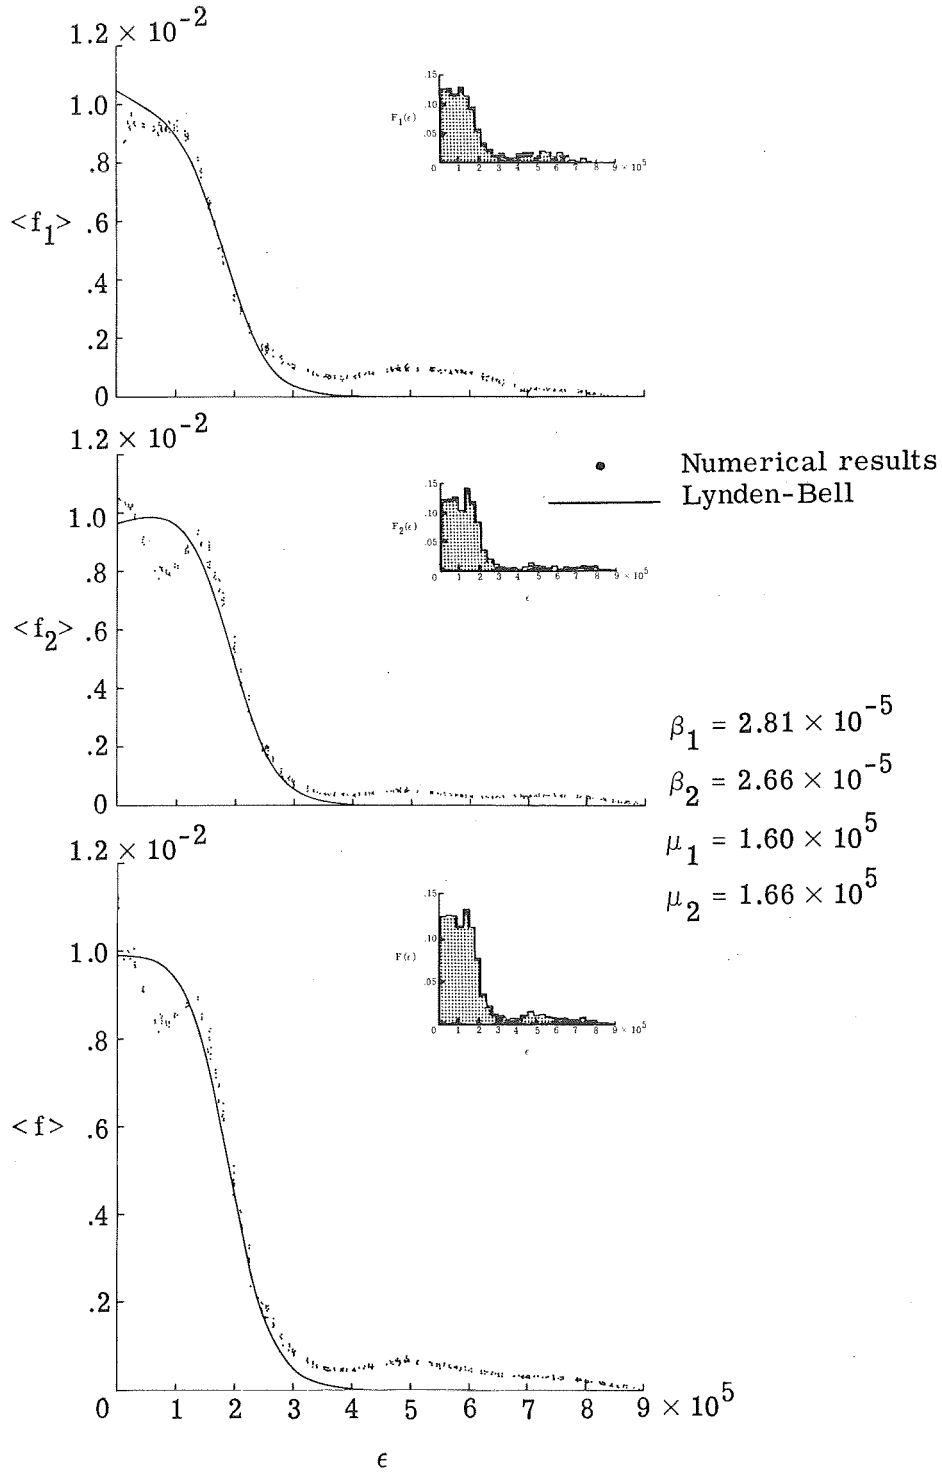 1.2 × 10⁻²
1.0
.8
.6
.4
.2
0
<f₁>
.15
.10
.05
F₁(ϵ)
0 1 2 3 4 5 6 7 8 9 × 10⁵
1.2 × 10⁻²
1.0
.8
.6
.4
.2
0
<f₂>
.15
.10
.05
F₂(ϵ)
0 1 2 3 4 5 6 7 8 9 × 10⁵
ϵ
Numerical results
Lynden-Bell
β₁ = 2.81 × 10⁻⁵
β₂ = 2.66 × 10⁻⁵
μ₁ = 1.60 × 10⁵
μ₂ = 1.66 × 10⁵
1.2 × 10⁻²
1.0
.8
.6
.4
.2
<f>
.15
.10
.05
F(ϵ)
0 1 2 3 4 5 6 7 8 9 × 10⁵
ϵ
0 1 2 3 4 5 6 7 8 9 × 10⁵
ϵ